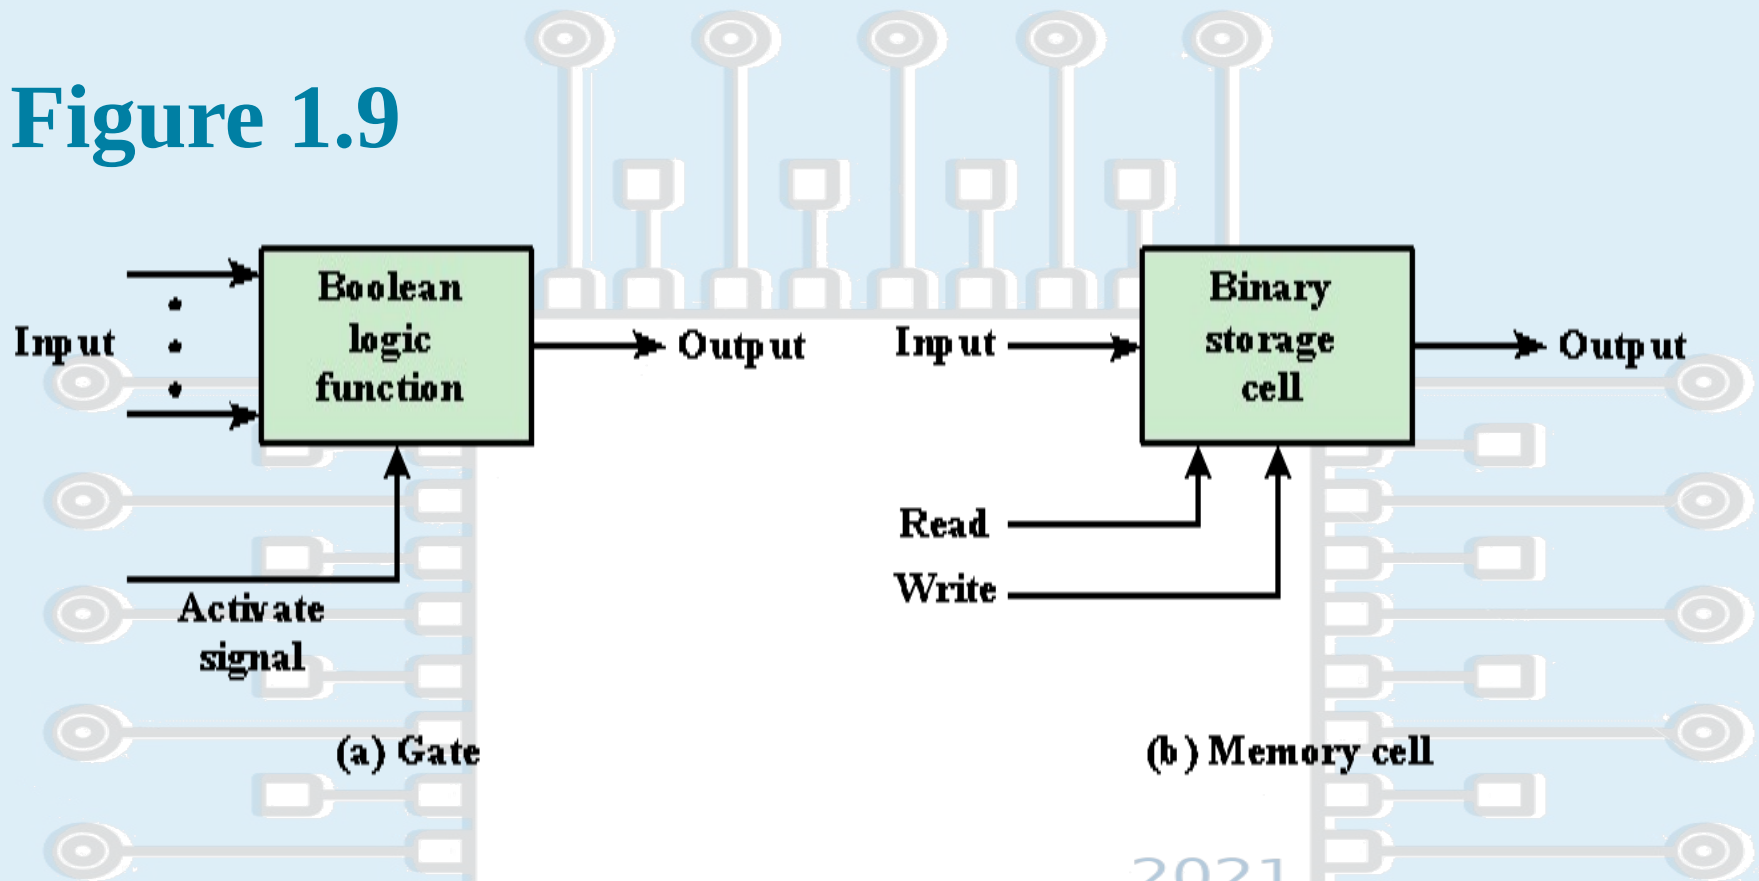 Figure 1.9
Boolean
logic
function
Input
Output
Activate
signal
(a) Gate
Binary
storage
cell
Input
Output
Read
Write
(b) Memory cell
2021